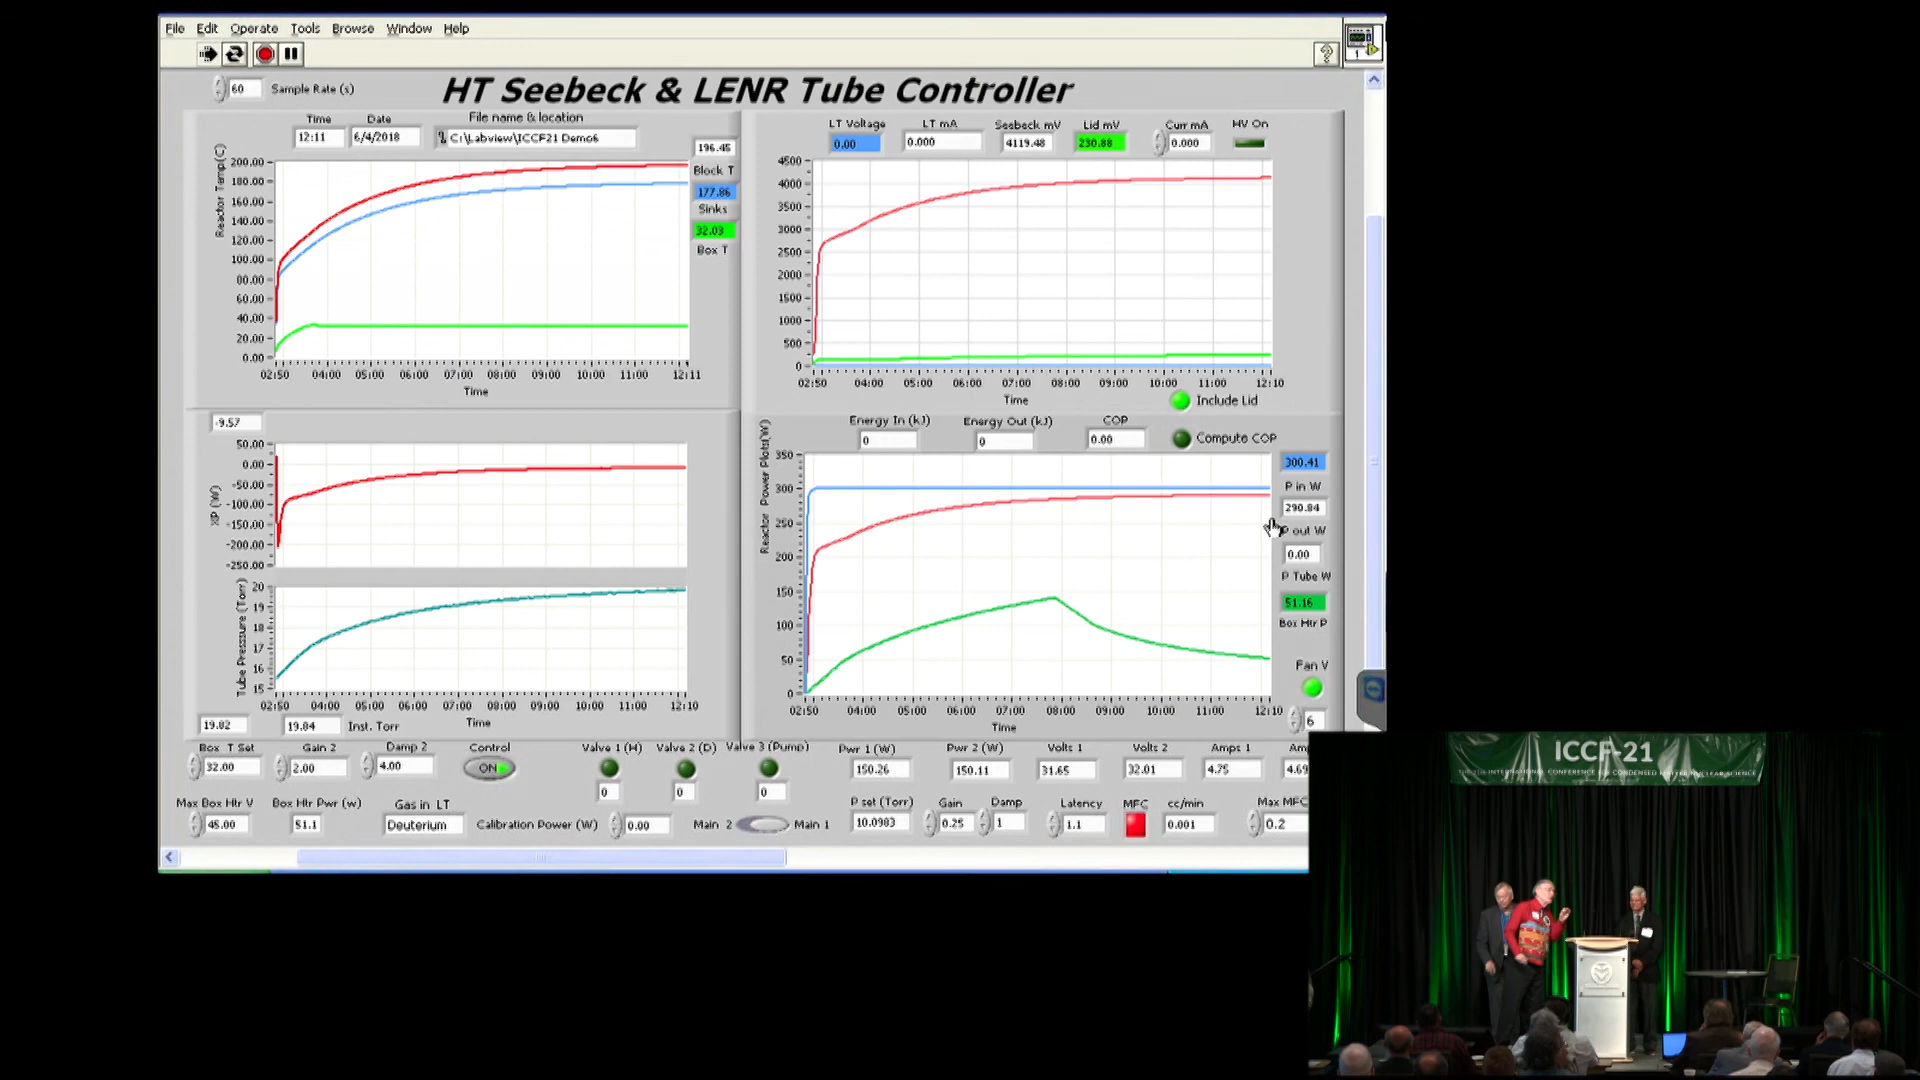 File Edit Operate Tools Browse Window Help
60 Sample Rate (s)
HT Seebeck & LENR Tube Controller
Time Date File name & location
12:11 6/4/2018 C:\Labview\ICCF21 Demo6
Reactor Temp(C)
200.00
180.00
160.00
140.00
120.00
100.00
80.00
60.00
40.00
20.00
0.00
02:50 04:00 05:00 06:00 07:00 08:00 09:00 10:00 11:00 12:11
Time
196.45
Block T
177.86
Sinks
32.03
Box T
LT Voltage LT mA Seebeck mV Lid mV Curr mA HV On
0.00 0.000 4119.48 230.88 0.000
4500
4000
3500
3000
2500
2000
1500
1000
500
0
02:50 04:00 05:00 06:00 07:00 08:00 09:00 10:00 11:00 12:10
Time
Include Lid
-9.57
XP (W)
50.00
0.00
-50.00
-100.00
-150.00
-200.00
-250.00
Tube Pressure (Torr)
20
19
18
17
16
15
02:50 04:00 05:00 06:00 07:00 08:00 09:00 10:00 11:00 12:10
Time
19.82 19.84 Inst. Torr
Energy In (kJ) Energy Out (kJ) COP
0 0 0.00 Compute COP
Reactor Power Plots(W)
350
300
250
200
150
100
50
0
02:50 04:00 05:00 06:00 07:00 08:00 09:00 10:00 11:00 12:10
Time
300.41
P in W
290.84
P out W
0.00
P Tube W
51.16
Box Htr P
Fan V
6
Box T Set Gain 2 Damp 2 Control Valve 1 (H) Valve 2 (D) Valve 3 (Pump) Pwr 1 (W) Pwr 2 (W) Volts 1 Volts 2 Amps 1 Am
32.00 2.00 4.00 ON 150.26 150.11 31.65 32.01 4.75 4.69
0 0 0
Max Box Htr V Box Htr Pwr (w) Gas in LT P set (Torr) Gain Damp Latency MFC cc/min Max MFC
45.00 51.1 Deuterium Calibration Power (W) 0.00 Main 2 Main 1 10.0983 0.25 1 1.1 0.001 0.2
ICCF-21
INTERNATIONAL CONFERENCE FOR CONDENSED MATTER NUCLEAR SCIENCE